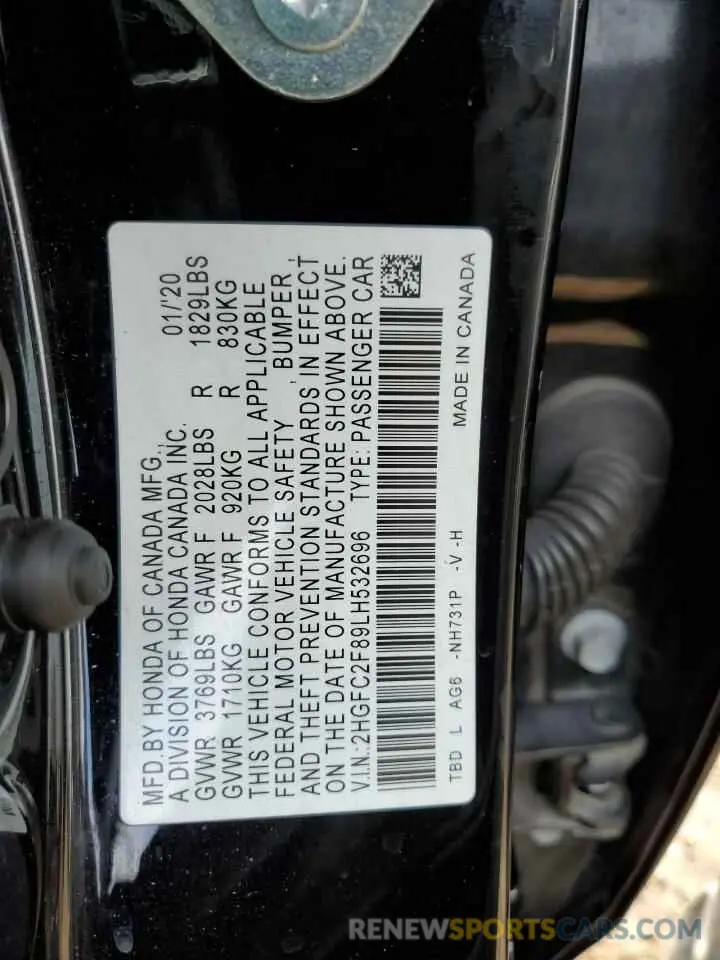 MFD.BY HONDA OF CANADA MFG., 01/'20
A DIVISION OF HONDA CANADA INC.
GVWR 3769LBS GAWR F 2028LBS R 1829LBS
GVWR 1710KG GAWR F 920KG R 830KG
THIS VEHICLE CONFORMS TO ALL APPLICABLE
FEDERAL MOTOR VEHICLE SAFETY , BUMPER ,
AND THEFT PREVENTION STANDARDS IN EFFECT
ON THE DATE OF MANUFACTURE SHOWN ABOVE.
V.I.N.:2HGFC2F89LH532696 TYPE: PASSENGER CAR
TBD L AG6 -NH731P -V -H MADE IN CANADA
RENEWSPORTSCARS.COM